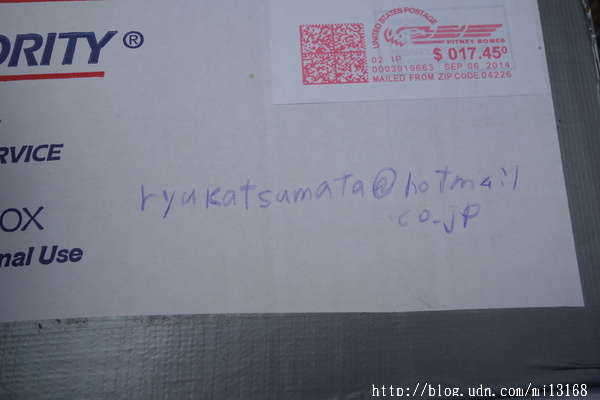 ORITY®
UNITED STATES POSTAGE
PITNEY BOWES
$ 017.45⁰
02 1P
0003919663 SEP 06 2014
MAILED FROM ZIP CODE 04226
RVICE
ryukatsumata@hotmail
.co.jp
OX
nal Use
http://blog.udn.com/mi13168